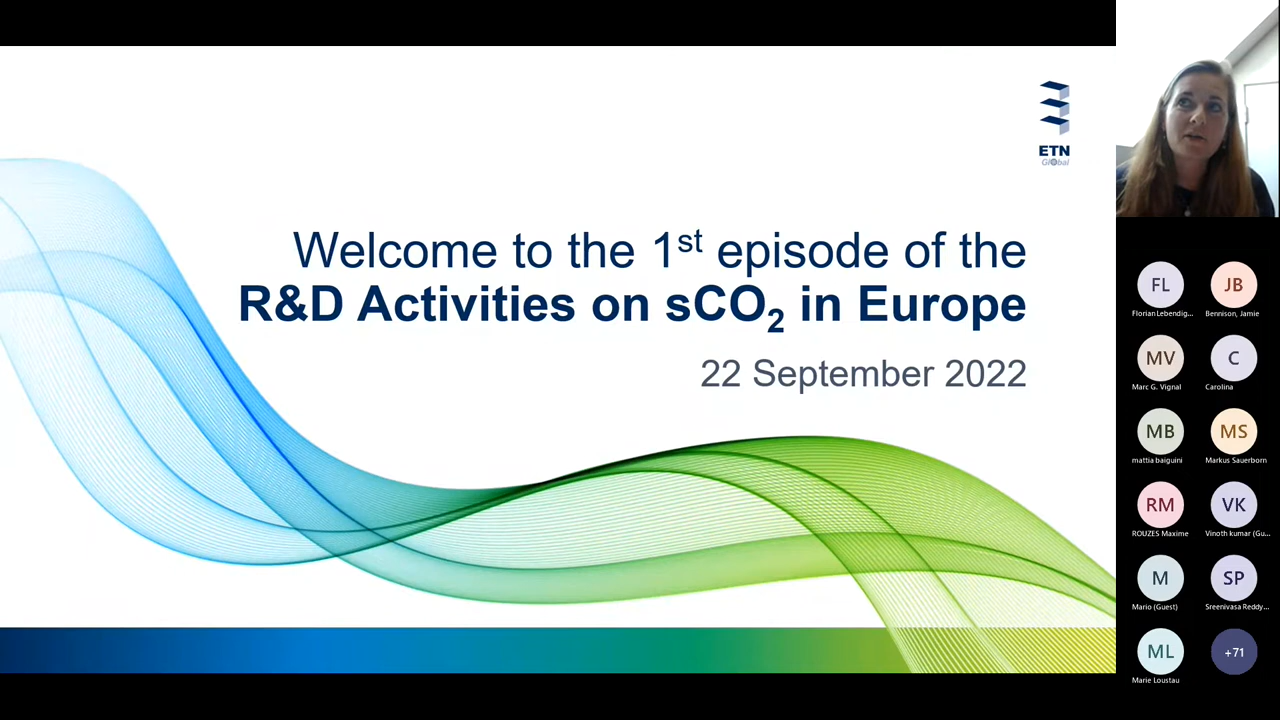 ETN
Global
Welcome to the 1st episode of the
R&D Activities on sCO2 in Europe
22 September 2022
FL
JB
Florian Lebendig...
Bennison, Jamie
MV
C
Marc G. Vignal
Carolina
MB
MS
mattia baiguini
Markus Sauerborn
RM
VK
ROUZES Maxime
Vinoth kumar (Gu...
M
SP
Mario (Guest)
Sreenivasa Reddy...
ML
+71
Marie Loustau